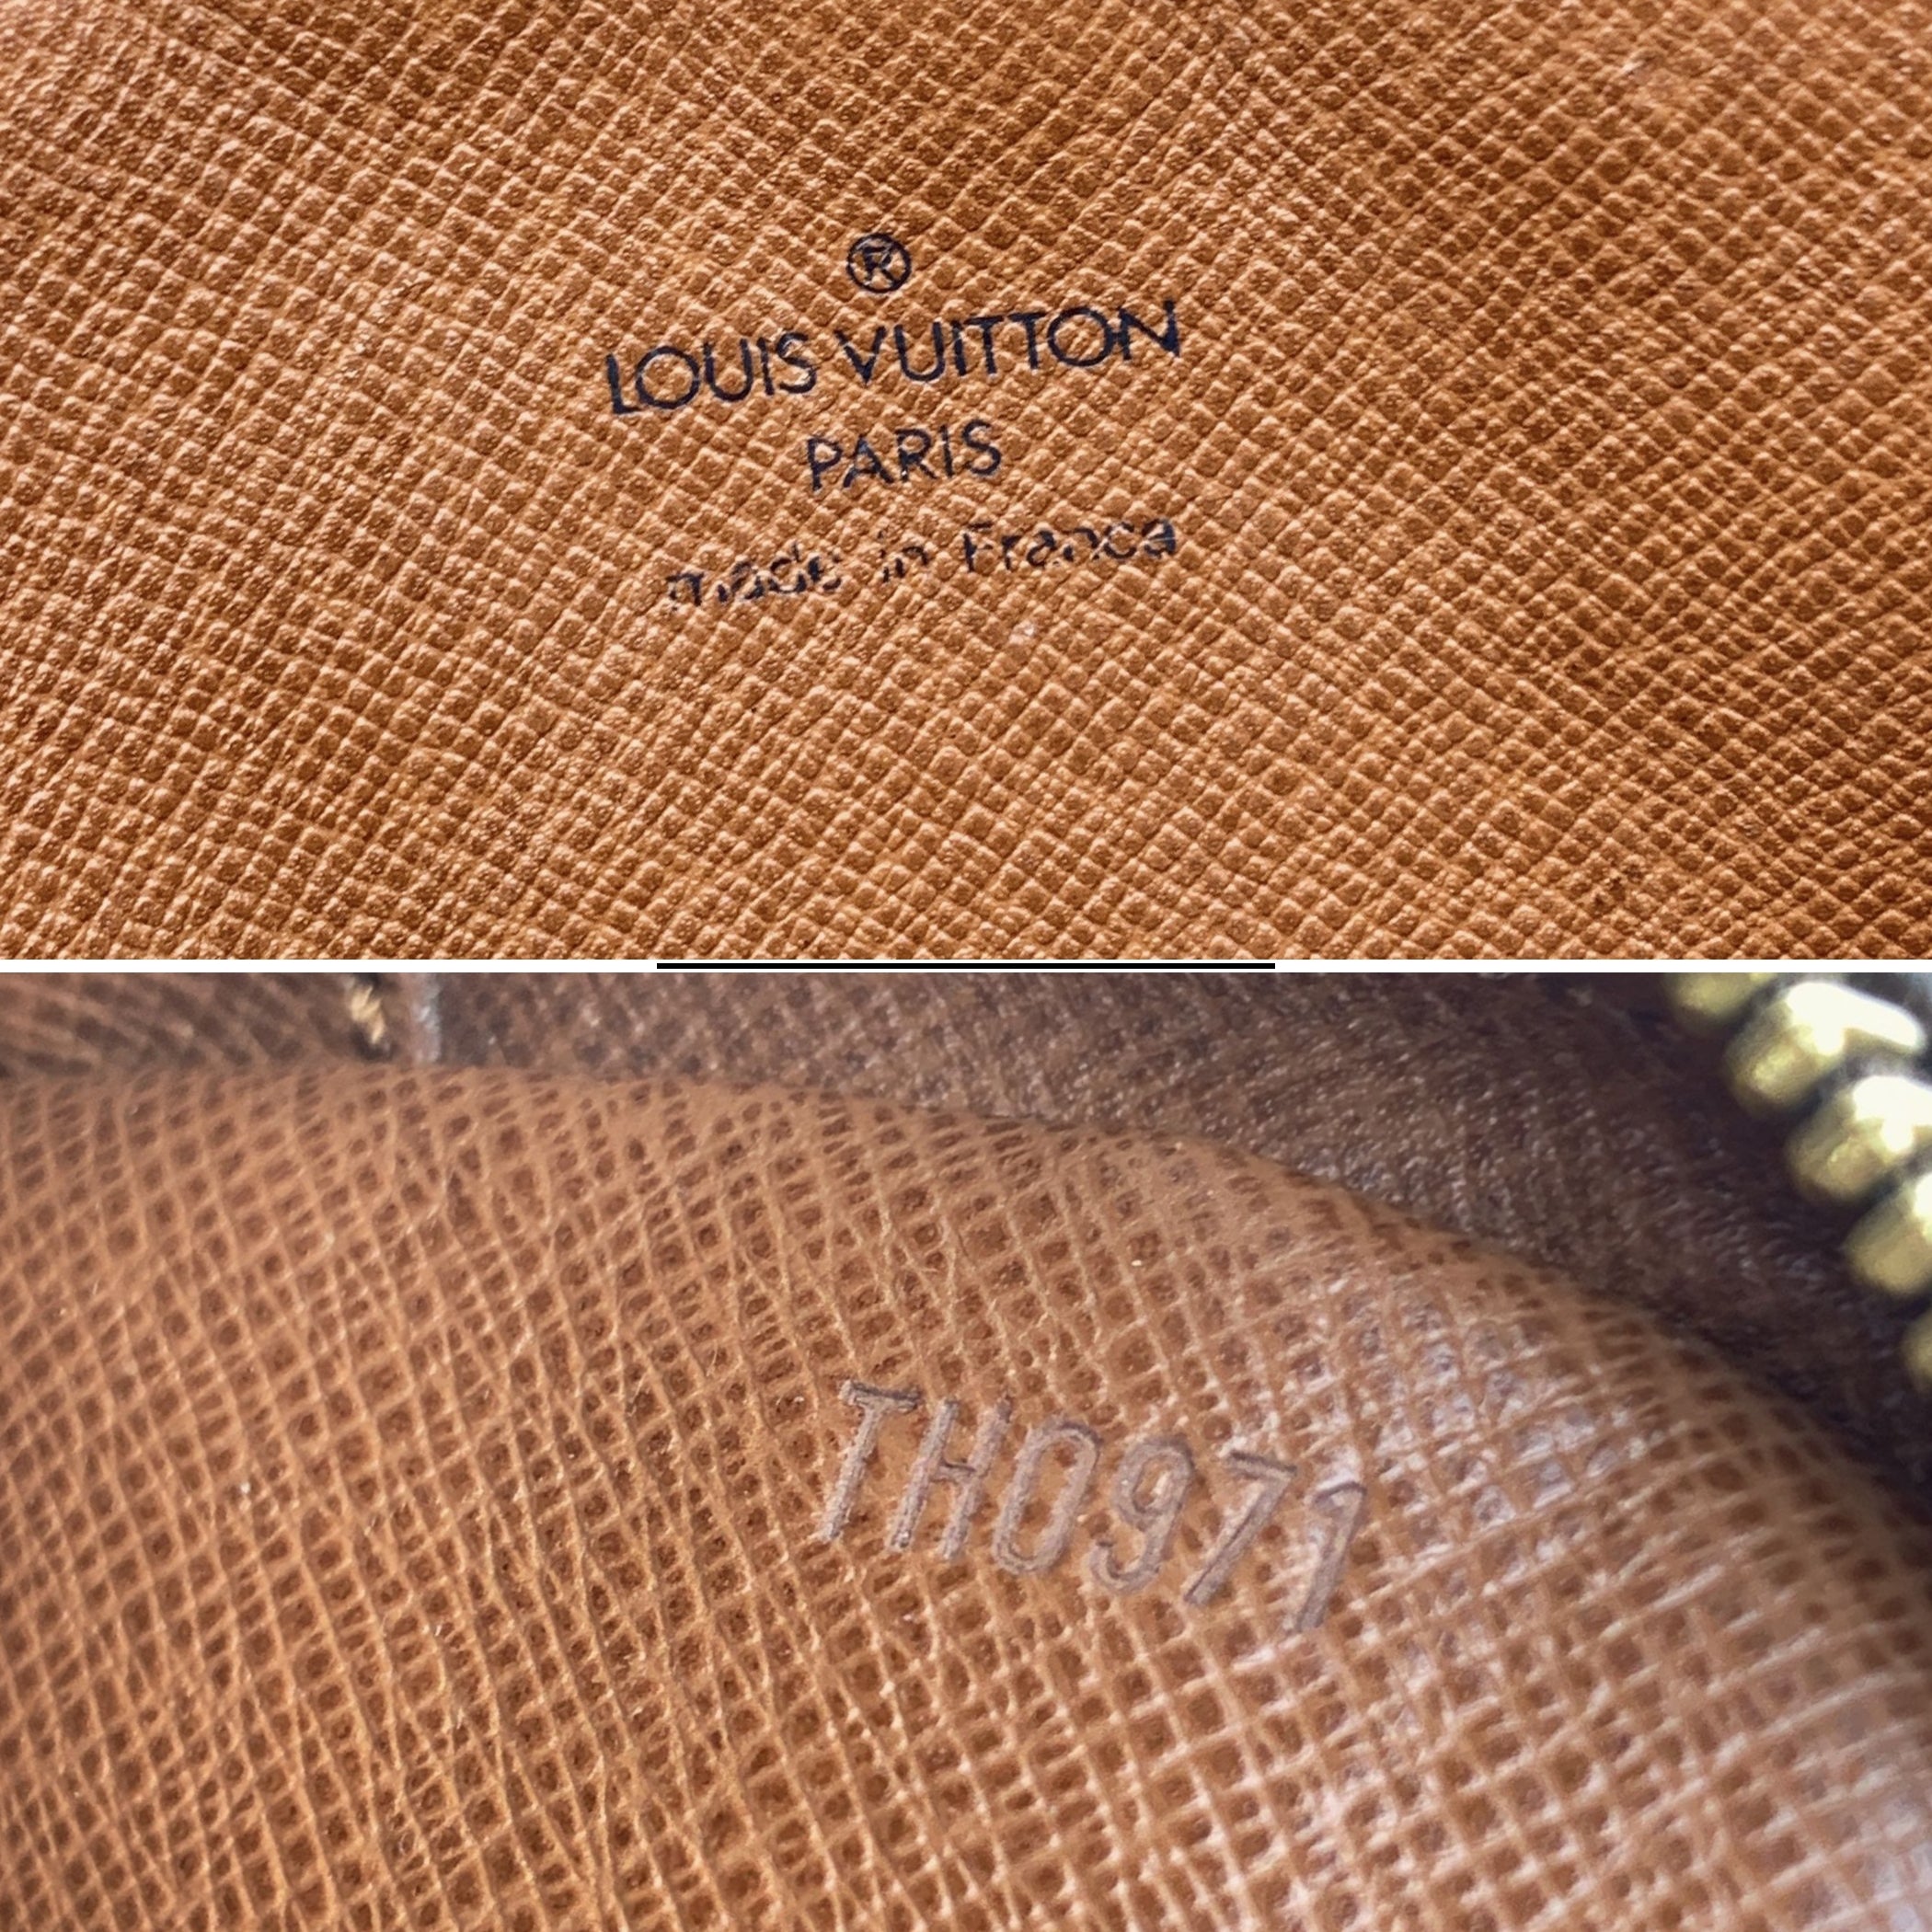 ®
LOUIS VUITTON
PARIS
made in France
TH0971